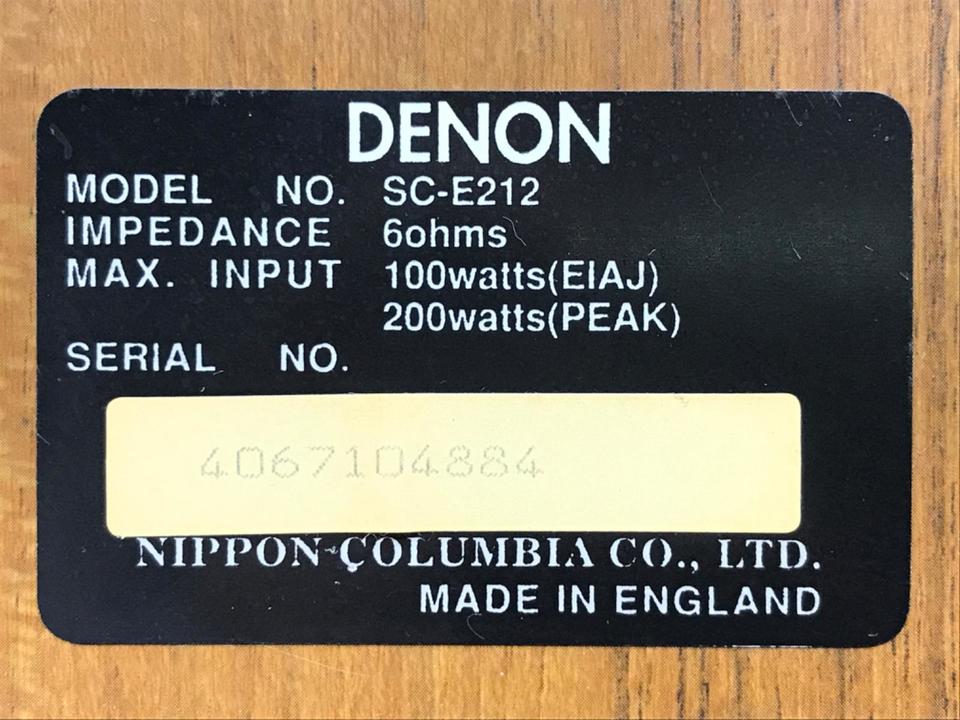 DENON
MODEL NO. SC-E212
IMPEDANCE 6ohms
MAX. INPUT 100watts(EIAJ)
200watts(PEAK)
SERIAL NO.
4067104884
NIPPON COLUMBIA CO., LTD.
MADE IN ENGLAND